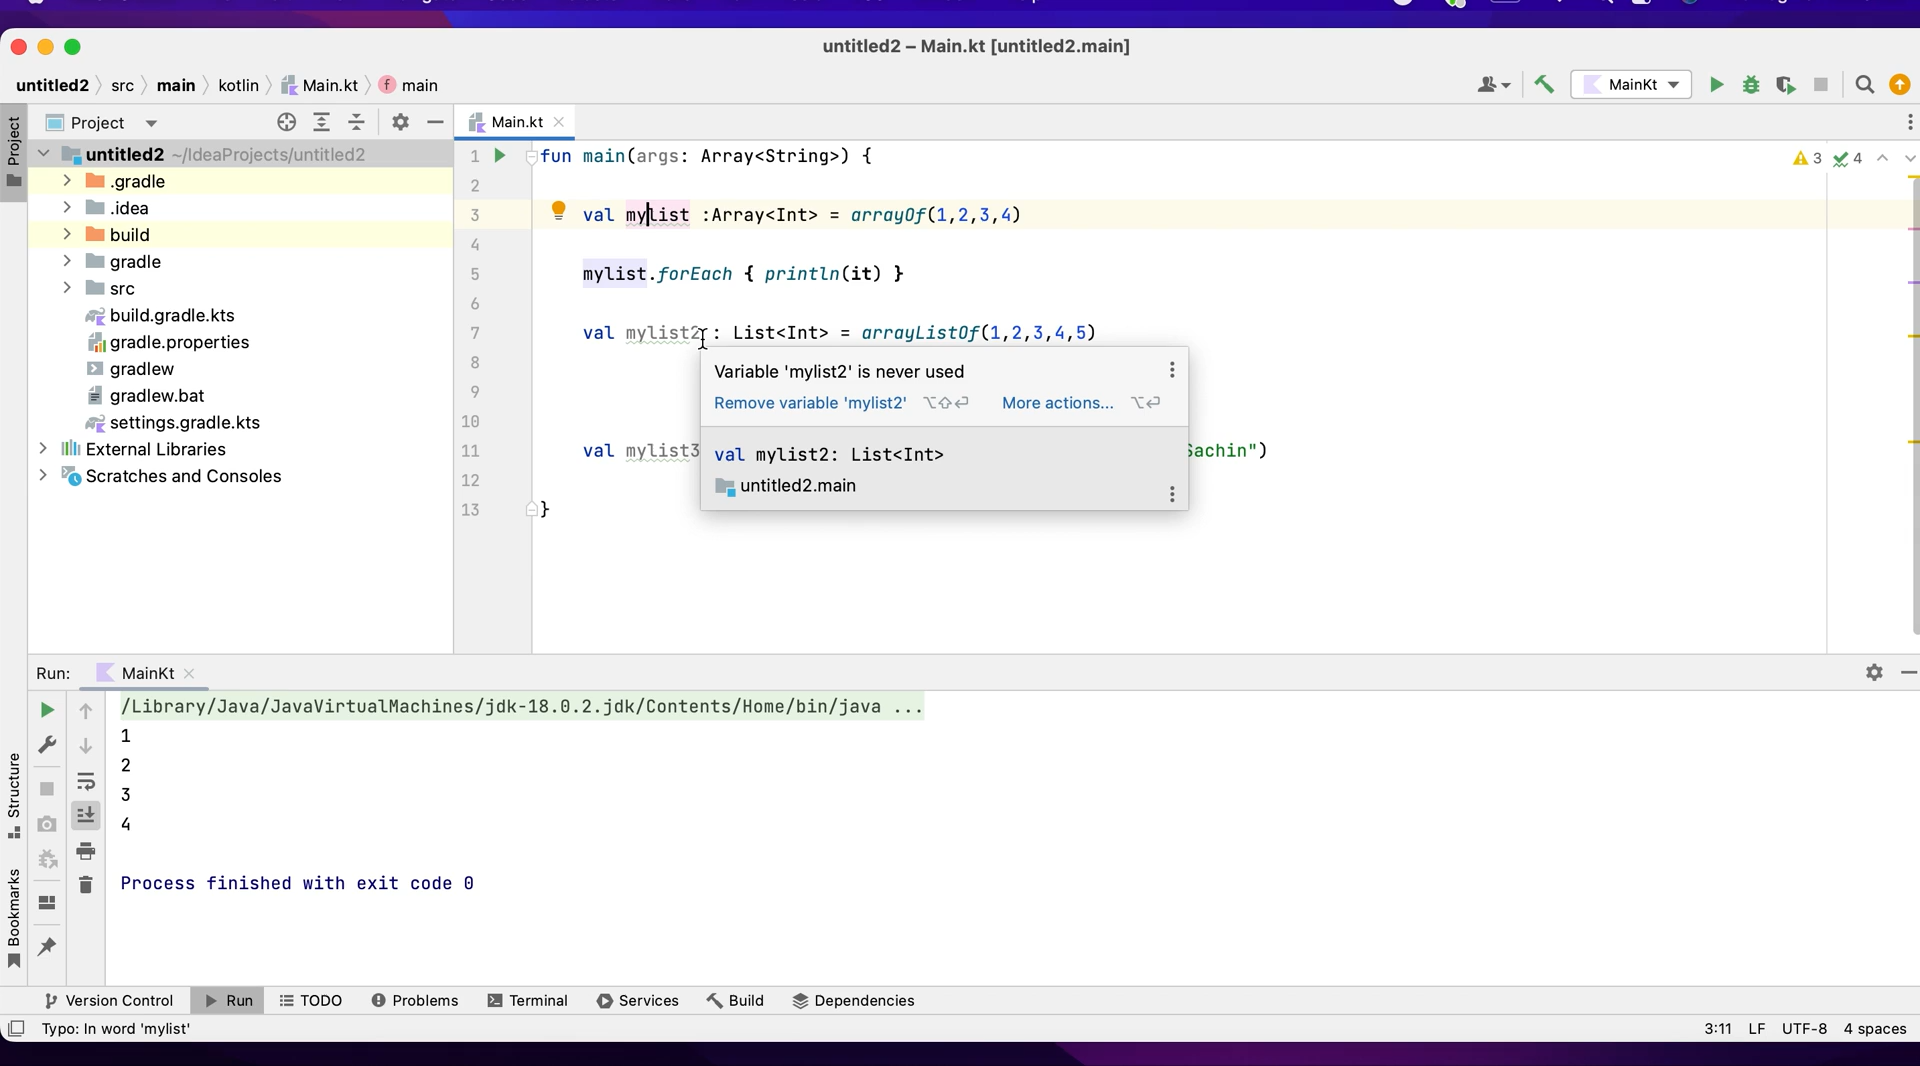 untitled2 – Main.kt [untitled2.main]
untitled2 src main kotlin Main.kt main
MainKt
Project
Project
Main.kt
untitled2 ~/IdeaProjects/untitled2
.gradle
.idea
build
gradle
src
build.gradle.kts
gradle.properties
gradlew
gradlew.bat
settings.gradle.kts
External Libraries
Scratches and Consoles
3 4
1 fun main(args: Array<String>) {
2
3 val mylist :Array<Int> = arrayOf(1,2,3,4)
4
5 mylist.forEach { println(it) }
6
7 val mylist2 : List<Int> = arrayListOf(1,2,3,4,5)
8
9
10
11 val mylist3 Sachin")
12
13 }
Variable 'mylist2' is never used
Remove variable 'mylist2' ⌥⇧⏎ More actions... ⌥⏎
val mylist2: List<Int>
untitled2.main
Run: MainKt
/Library/Java/JavaVirtualMachines/jdk-18.0.2.jdk/Contents/Home/bin/java ...
1
2
3
4
Process finished with exit code 0
Structure
Bookmarks
Version Control Run TODO Problems Terminal Services Build Dependencies
Typo: In word 'mylist' 3:11 LF UTF-8 4 spaces